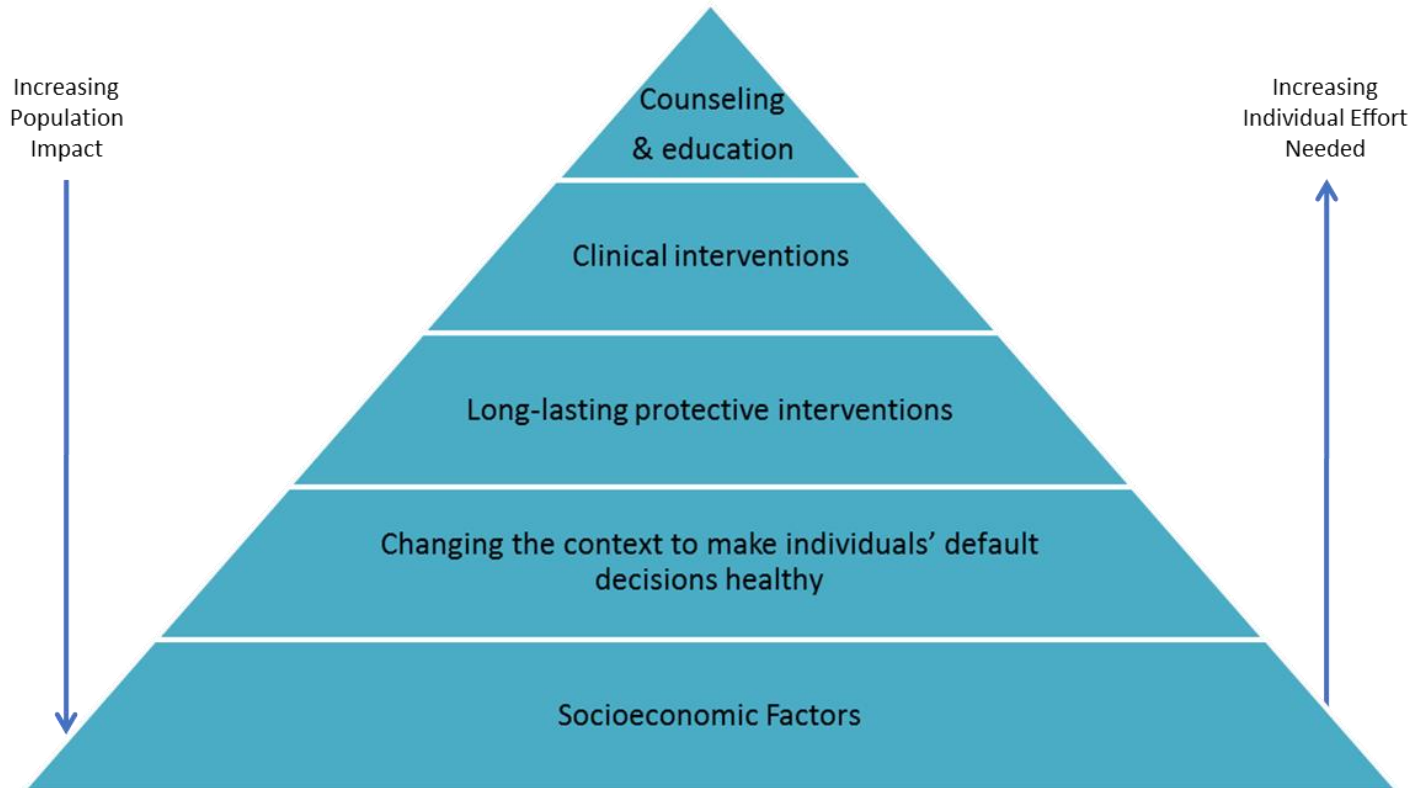 Increasing
Population
Impact
Increasing
Individual Effort
Needed
Counseling
& education
Clinical interventions
Long-lasting protective interventions
Changing the context to make individuals’ default
decisions healthy
Socioeconomic Factors